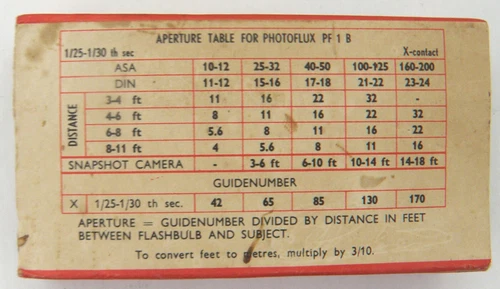 APERTURE TABLE FOR PHOTOFLUX PF 1 B
1/25-1/30 th sec X-contact
ASA 10-12 25-32 40-50 100-125 160-200
DIN 11-12 15-16 17-18 21-22 23-24
DISTANCE
3-4 ft 11 16 22 32 -
4-6 ft 8 11 16 22 32
6-8 ft 5.6 8 11 16 22
8-11 ft 4 5.6 8 11 16
SNAPSHOT CAMERA - 3-6 ft 6-10 ft 10-14 ft 14-18 ft
GUIDENUMBER
X 1/25-1/30 th sec. 42 65 85 130 170
APERTURE = GUIDENUMBER DIVIDED BY DISTANCE IN FEET
BETWEEN FLASHBULB AND SUBJECT.
To convert feet to metres, multiply by 3/10.